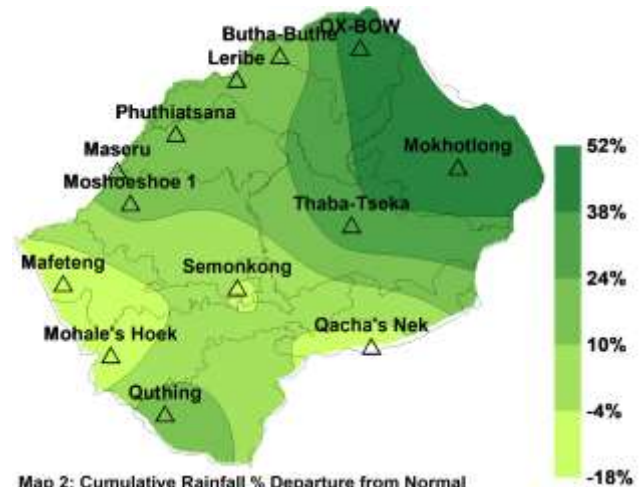 OX-BOW
Butha-Buthe
Leribe
Phuthiatsana
Mokhotlong
Maseru
Moshoeshoe 1
Thaba-Tseka
Mafeteng
Semonkong
Qacha's Nek
Mohale's Hoek
Quthing
52%
38%
24%
10%
-4%
-18%
Map 2: Cumulative Rainfall % Departure from Normal